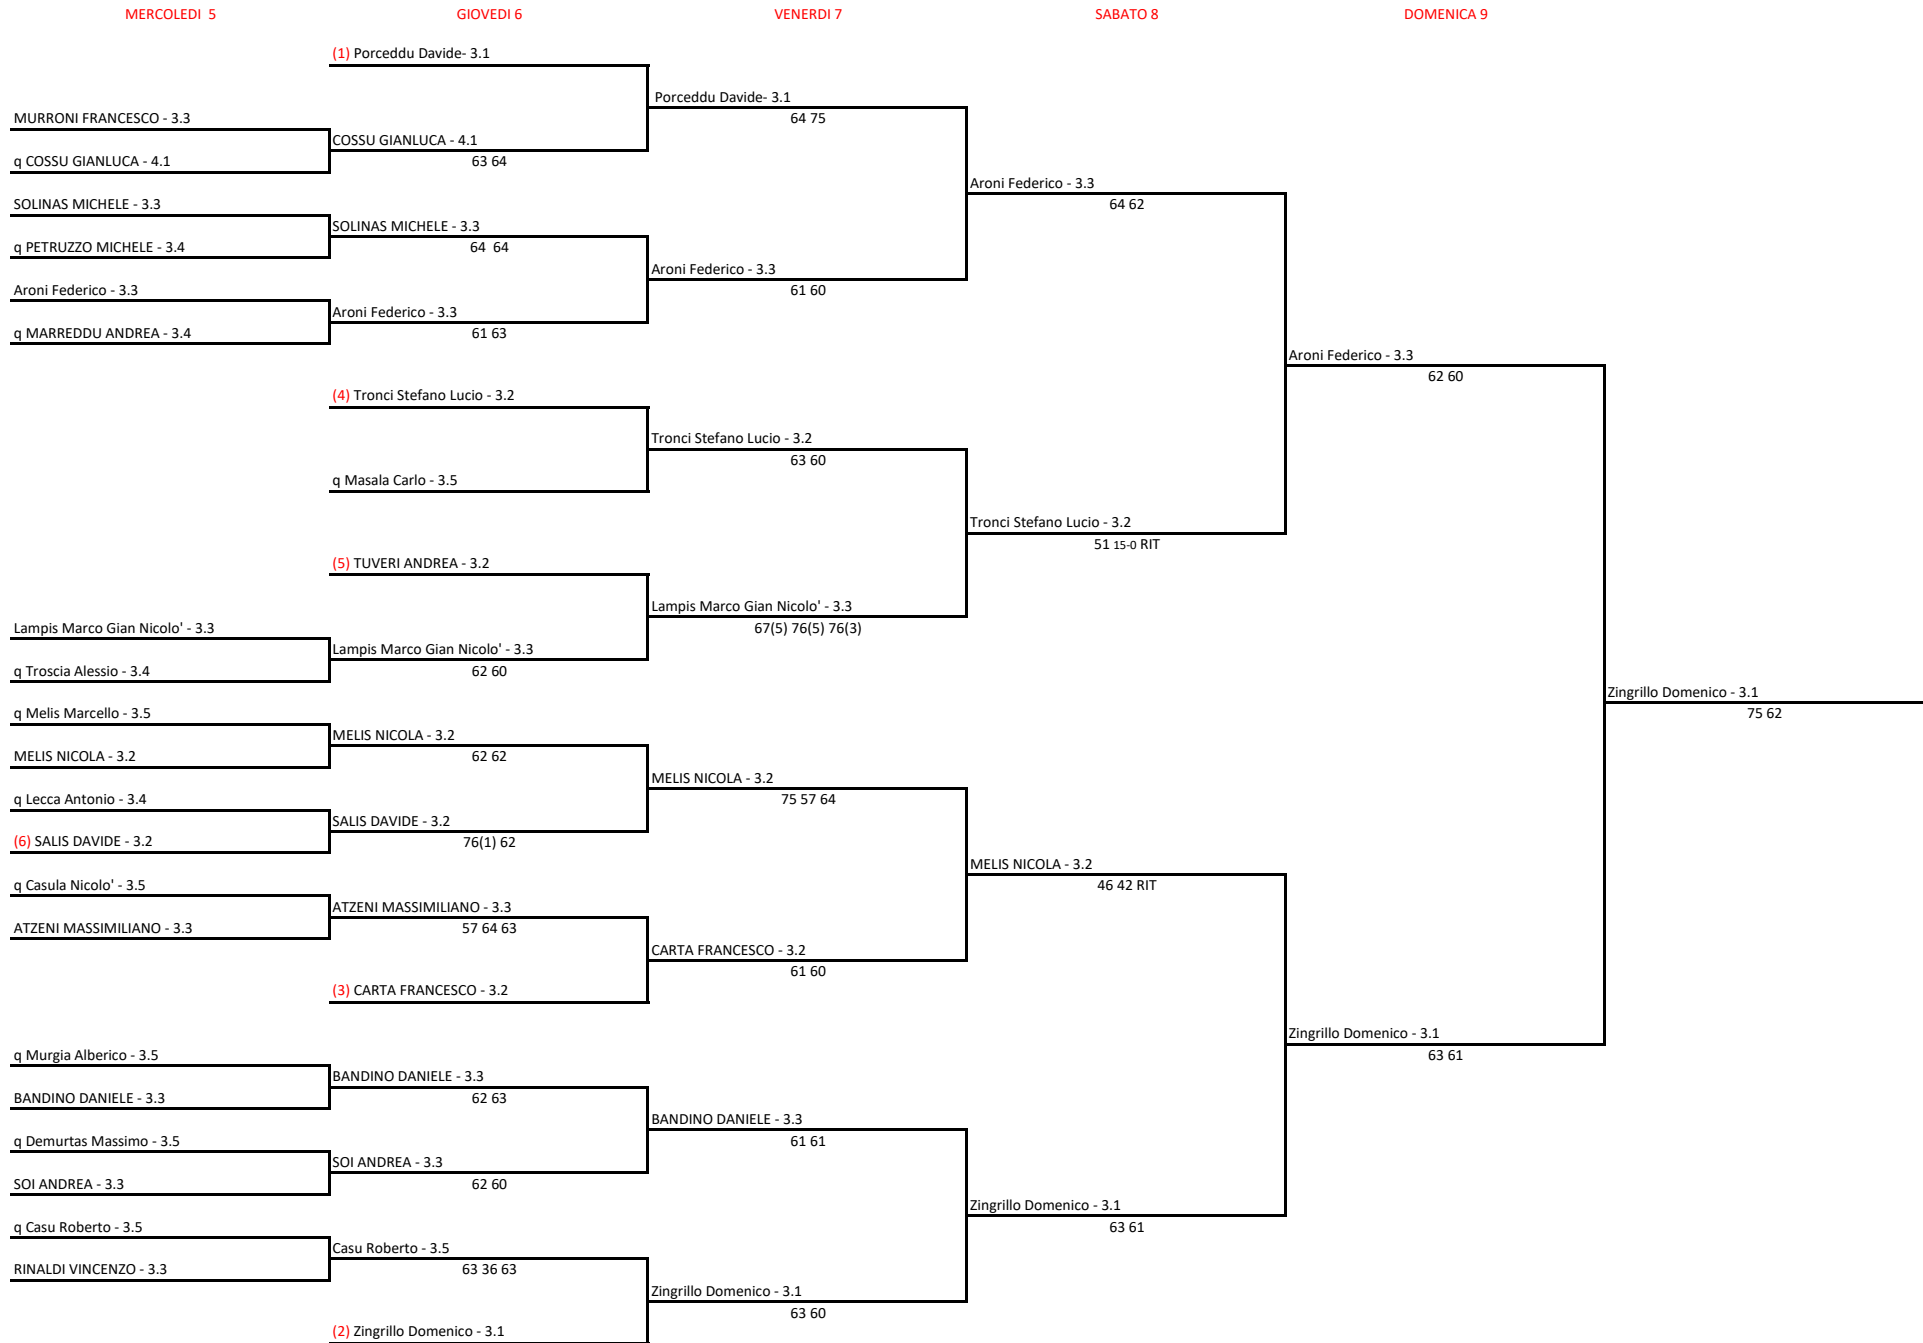 MERCOLEDI  5
GIOVEDI 6
VENERDI 7
SABATO 8
DOMENICA 9
(1) Porceddu Davide- 3.1
Porceddu Davide- 3.1
64 75
MURRONI FRANCESCO - 3.3
COSSU GIANLUCA - 4.1
63 64
q COSSU GIANLUCA - 4.1
Aroni Federico - 3.3
64 62
SOLINAS MICHELE - 3.3
SOLINAS MICHELE - 3.3
64  64
q PETRUZZO MICHELE - 3.4
Aroni Federico - 3.3
61 60
Aroni Federico - 3.3
Aroni Federico - 3.3
61 63
q MARREDDU ANDREA - 3.4
Aroni Federico - 3.3
62 60
(4) Tronci Stefano Lucio - 3.2
Tronci Stefano Lucio - 3.2
63 60
q Masala Carlo - 3.5
Tronci Stefano Lucio - 3.2
51 15-0 RIT
(5) TUVERI ANDREA - 3.2
Lampis Marco Gian Nicolo' - 3.3
67(5) 76(5) 76(3)
Lampis Marco Gian Nicolo' - 3.3
Lampis Marco Gian Nicolo' - 3.3
62 60
q Troscia Alessio - 3.4
Zingrillo Domenico - 3.1
75 62
q Melis Marcello - 3.5
MELIS NICOLA - 3.2
62 62
MELIS NICOLA - 3.2
MELIS NICOLA - 3.2
75 57 64
q Lecca Antonio - 3.4
SALIS DAVIDE - 3.2
76(1) 62
(6) SALIS DAVIDE - 3.2
MELIS NICOLA - 3.2
46 42 RIT
q Casula Nicolo' - 3.5
ATZENI MASSIMILIANO - 3.3
57 64 63
ATZENI MASSIMILIANO - 3.3
CARTA FRANCESCO - 3.2
61 60
(3) CARTA FRANCESCO - 3.2
Zingrillo Domenico - 3.1
63 61
q Murgia Alberico - 3.5
BANDINO DANIELE - 3.3
62 63
BANDINO DANIELE - 3.3
BANDINO DANIELE - 3.3
61 61
q Demurtas Massimo - 3.5
SOI ANDREA - 3.3
62 60
SOI ANDREA - 3.3
Zingrillo Domenico - 3.1
63 61
q Casu Roberto - 3.5
Casu Roberto - 3.5
63 36 63
RINALDI VINCENZO - 3.3
Zingrillo Domenico - 3.1
63 60
(2) Zingrillo Domenico - 3.1